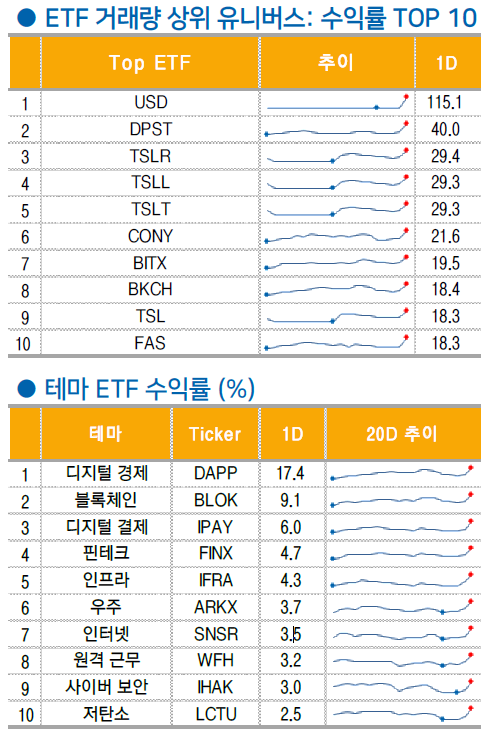 ● ETF 거래량 상위 유니버스: 수익률 TOP 10
Top ETF 추이 1D
1 USD 115.1
2 DPST 40.0
3 TSLR 29.4
4 TSLL 29.3
5 TSLT 29.3
6 CONY 21.6
7 BITX 19.5
8 BKCH 18.4
9 TSL 18.3
10 FAS 18.3
● 테마 ETF 수익률 (%)
테마 Ticker 1D 20D 추이
1 디지털 경제 DAPP 17.4
2 블록체인 BLOK 9.1
3 디지털 결제 IPAY 6.0
4 핀테크 FINX 4.7
5 인프라 IFRA 4.3
6 우주 ARKX 3.7
7 인터넷 SNSR 3.5
8 원격 근무 WFH 3.2
9 사이버 보안 IHAK 3.0
10 저탄소 LCTU 2.5